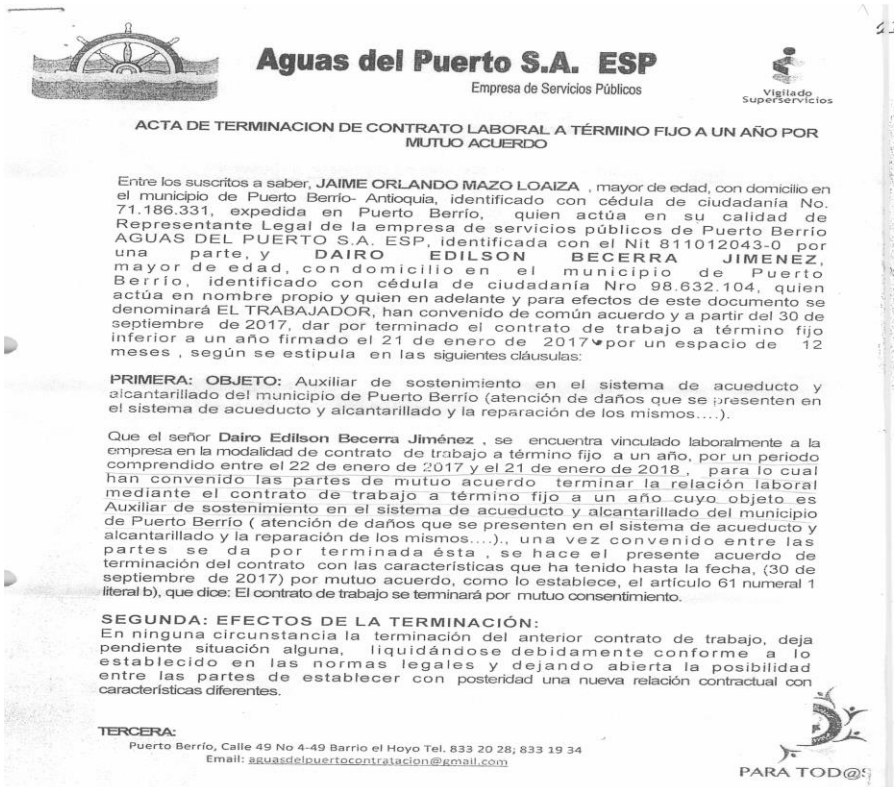 Aguas del Puerto S.A. ESP
Empresa de Servicios Públicos
Vigilado
Superservicios
ACTA DE TERMINACION DE CONTRATO LABORAL A TÉRMINO FIJO A UN AÑO POR
MUTUO ACUERDO
Entre los suscritos a saber, JAIME ORLANDO MAZO LOAIZA , mayor de edad, con domicilio en
el municipio de Puerto Berrío- Antioquia, identificado con cédula de ciudadanía No.
71.186.331, expedida en Puerto Berrío, quien actúa en su calidad de
Representante Legal de la empresa de servicios públicos de Puerto Berrío
AGUAS DEL PUERTO S.A. ESP, identificada con el Nit 811012043-0 por
una parte, y DAIRO EDILSON BECERRA JIMENEZ,
mayor de edad, con domicilio en el municipio de Puerto
Berrío, identificado con cédula de ciudadanía Nro 98.632.104, quien
actúa en nombre propio y quien en adelante y para efectos de este documento se
denominará EL TRABAJADOR, han convenido de común acuerdo y a partir del 30 de
septiembre de 2017, dar por terminado el contrato de trabajo a término fijo
inferior a un año firmado el 21 de enero de 2017 por un espacio de 12
meses , según se estipula en las siguientes cláusulas:
PRIMERA: OBJETO: Auxiliar de sostenimiento en el sistema de acueducto y
alcantarillado del municipio de Puerto Berrío (atención de daños que se presenten en
el sistema de acueducto y alcantarillado y la reparación de los mismos....).
Que el señor Dairo Edilson Becerra Jiménez , se encuentra vinculado laboralmente a la
empresa en la modalidad de contrato de trabajo a término fijo a un año, por un periodo
comprendido entre el 22 de enero de 2017 y el 21 de enero de 2018 , para lo cual
han convenido las partes de mutuo acuerdo terminar la relación laboral
mediante el contrato de trabajo a término fijo a un año cuyo objeto es
Auxiliar de sostenimiento en el sistema de acueducto y alcantarillado del municipio
de Puerto Berrío ( atención de daños que se presenten en el sistema de acueducto y
alcantarillado y la reparación de los mismos....)., una vez convenido entre las
partes se da por terminada ésta , se hace el presente acuerdo de
terminación del contrato con las características que ha tenido hasta la fecha, (30 de
septiembre de 2017) por mutuo acuerdo, como lo establece, el artículo 61 numeral 1
literal b), que dice: El contrato de trabajo se terminará por mutuo consentimiento.
SEGUNDA: EFECTOS DE LA TERMINACIÓN:
En ninguna circunstancia la terminación del anterior contrato de trabajo, deja
pendiente situación alguna, liquidándose debidamente conforme a lo
establecido en las normas legales y dejando abierta la posibilidad
entre las partes de establecer con posteridad una nueva relación contractual con
características diferentes.
TERCERA:
Puerto Berrío, Calle 49 No 4-49 Barrio el Hoyo Tel. 833 20 28; 833 19 34
Email: aguasdelpuertocontratacion@gmail.com
PARA TOD@S